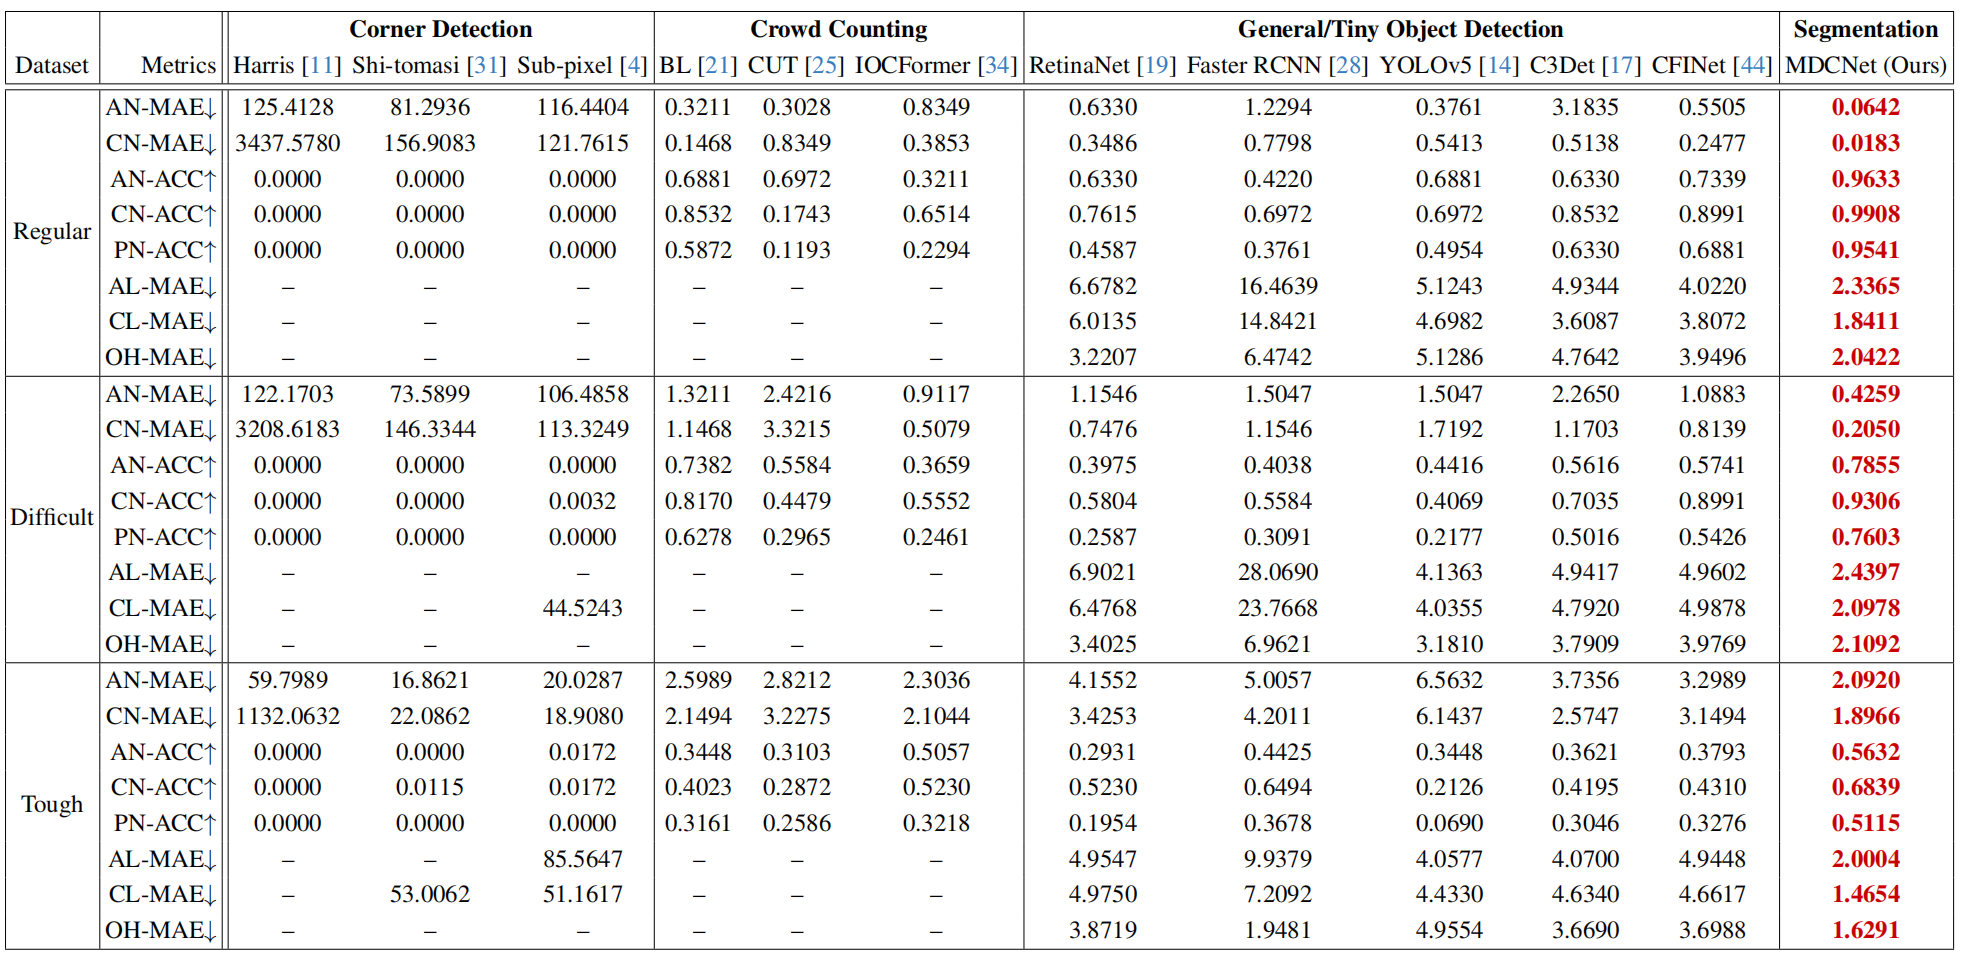 Corner Detection Crowd Counting General/Tiny Object Detection Segmentation
Dataset Metrics Harris [11] Shi-tomasi [31] Sub-pixel [4] BL [21] CUT [25] IOCFormer [34] RetinaNet [19] Faster RCNN [28] YOLOv5 [14] C3Det [17] CFINet [44] MDCNet (Ours)
AN-MAE↓ 125.4128 81.2936 116.4404 0.3211 0.3028 0.8349 0.6330 1.2294 0.3761 3.1835 0.5505 0.0642
CN-MAE↓ 3437.5780 156.9083 121.7615 0.1468 0.8349 0.3853 0.3486 0.7798 0.5413 0.5138 0.2477 0.0183
AN-ACC↑ 0.0000 0.0000 0.0000 0.6881 0.6972 0.3211 0.6330 0.4220 0.6881 0.6330 0.7339 0.9633
CN-ACC↑ 0.0000 0.0000 0.0000 0.8532 0.1743 0.6514 0.7615 0.6972 0.6972 0.8532 0.8991 0.9908
Regular
PN-ACC↑ 0.0000 0.0000 0.0000 0.5872 0.1193 0.2294 0.4587 0.3761 0.4954 0.6330 0.6881 0.9541
AL-MAE↓ – – – – – – 6.6782 16.4639 5.1243 4.9344 4.0220 2.3365
CL-MAE↓ – – – – – – 6.0135 14.8421 4.6982 3.6087 3.8072 1.8411
OH-MAE↓ – – – – – – 3.2207 6.4742 5.1286 4.7642 3.9496 2.0422
AN-MAE↓ 122.1703 73.5899 106.4858 1.3211 2.4216 0.9117 1.1546 1.5047 1.5047 2.2650 1.0883 0.4259
CN-MAE↓ 3208.6183 146.3344 113.3249 1.1468 3.3215 0.5079 0.7476 1.1546 1.7192 1.1703 0.8139 0.2050
AN-ACC↑ 0.0000 0.0000 0.0000 0.7382 0.5584 0.3659 0.3975 0.4038 0.4416 0.5616 0.5741 0.7855
CN-ACC↑ 0.0000 0.0000 0.0032 0.8170 0.4479 0.5552 0.5804 0.5584 0.4069 0.7035 0.8991 0.9306
Difficult
PN-ACC↑ 0.0000 0.0000 0.0000 0.6278 0.2965 0.2461 0.2587 0.3091 0.2177 0.5016 0.5426 0.7603
AL-MAE↓ – – – – – – 6.9021 28.0690 4.1363 4.9417 4.9602 2.4397
CL-MAE↓ – – 44.5243 – – – 6.4768 23.7668 4.0355 4.7920 4.9878 2.0978
OH-MAE↓ – – – – – – 3.4025 6.9621 3.1810 3.7909 3.9769 2.1092
AN-MAE↓ 59.7989 16.8621 20.0287 2.5989 2.8212 2.3036 4.1552 5.0057 6.5632 3.7356 3.2989 2.0920
CN-MAE↓ 1132.0632 22.0862 18.9080 2.1494 3.2275 2.1044 3.4253 4.2011 6.1437 2.5747 3.1494 1.8966
AN-ACC↑ 0.0000 0.0000 0.0172 0.3448 0.3103 0.5057 0.2931 0.4425 0.3448 0.3621 0.3793 0.5632
CN-ACC↑ 0.0000 0.0115 0.0172 0.4023 0.2872 0.5230 0.5230 0.6494 0.2126 0.4195 0.4310 0.6839
Tough
PN-ACC↑ 0.0000 0.0000 0.0000 0.3161 0.2586 0.3218 0.1954 0.3678 0.0690 0.3046 0.3276 0.5115
AL-MAE↓ – – 85.5647 – – – 4.9547 9.9379 4.0577 4.0700 4.9448 2.0004
CL-MAE↓ – 53.0062 51.1617 – – – 4.9750 7.2092 4.4330 4.6340 4.6617 1.4654
OH-MAE↓ – – – – – – 3.8719 1.9481 4.9554 3.6690 3.6988 1.6291